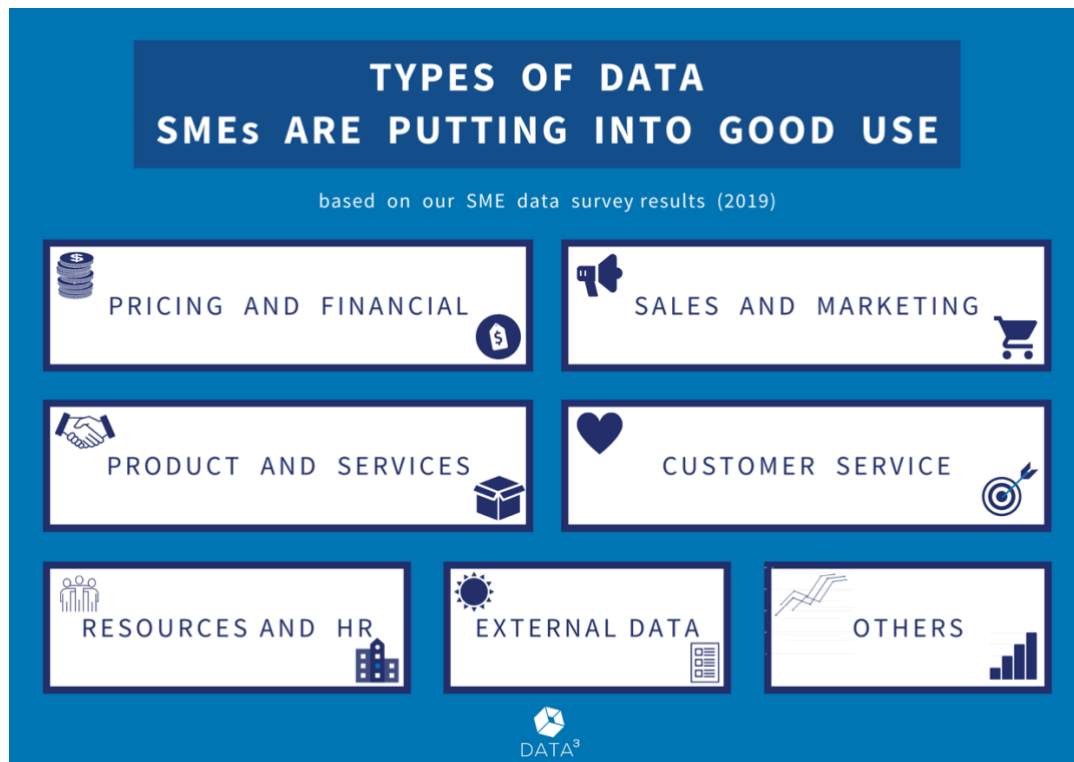 TYPES OF DATA
SMEs ARE PUTTING INTO GOOD USE
based on our SME data survey results (2019)
PRICING AND FINANCIAL
SALES AND MARKETING
PRODUCT AND SERVICES
CUSTOMER SERVICE
RESOURCES AND HR
EXTERNAL DATA
OTHERS
DATA³